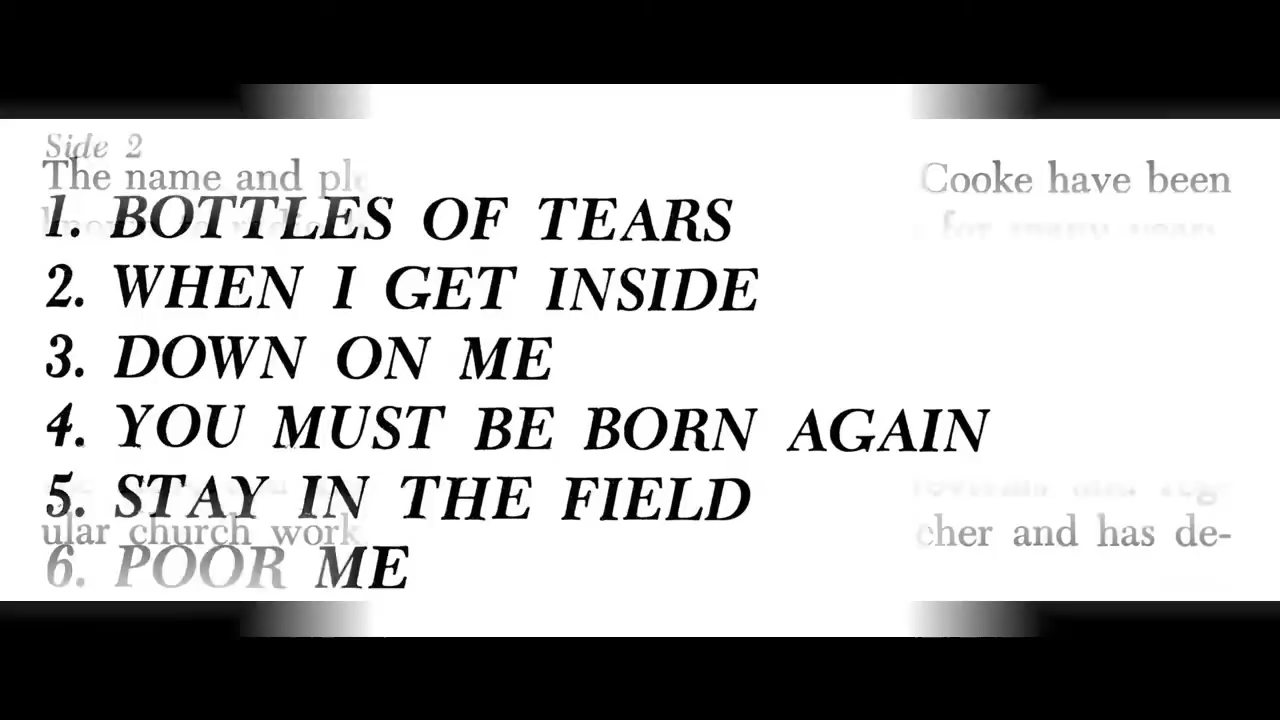 Side 2
The name and Cooke have been
1. BOTTLES OF TEARS
2. WHEN I GET INSIDE
3. DOWN ON ME
4. YOU MUST BE BORN AGAIN
5. STAY IN THE FIELD
ular church work cher and has de-
6. POOR ME